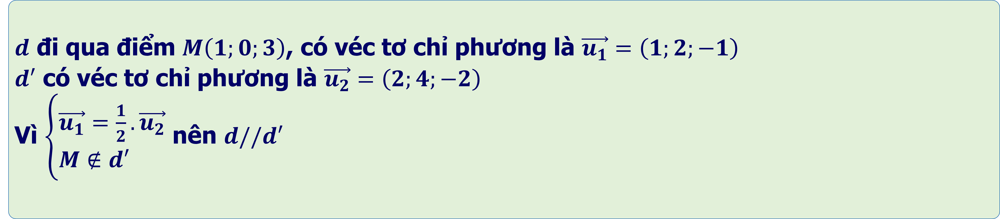 d đi qua điểm M(1; 0; 3), có véc tơ chỉ phương là $\overrightarrow{u_1} = (1; 2; -1)$
d′ có véc tơ chỉ phương là $\overrightarrow{u_2} = (2; 4; -2)$
Vì $\begin{cases} \overrightarrow{u_1} = \frac{1}{2} . \overrightarrow{u_2} \\ M \notin d' \end{cases}$ nên d//d′